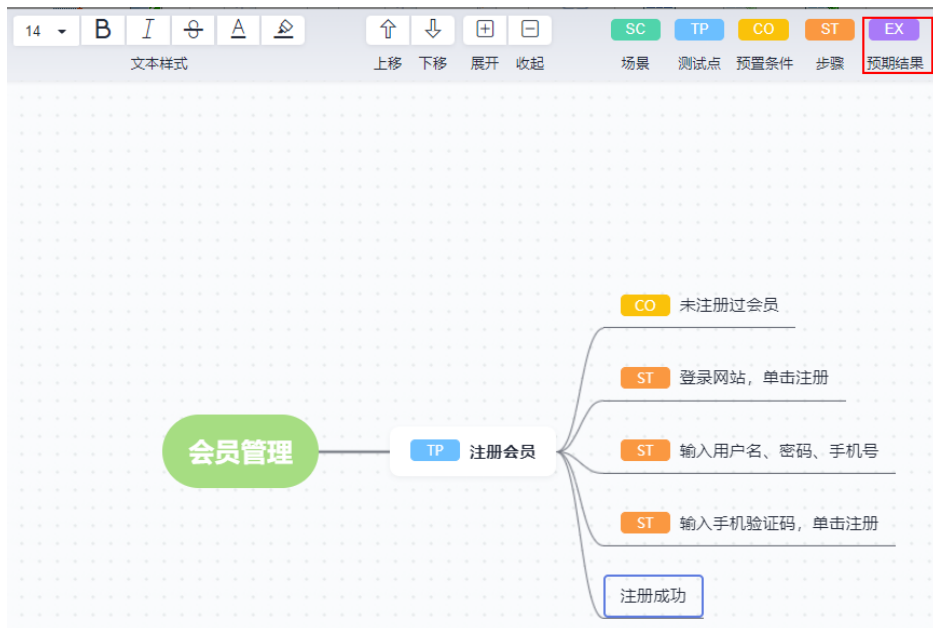 14 B I S A SC TP CO ST EX
文本样式 上移 下移 展开 收起 场景 测试点 预置条件 步骤 预期结果
CO 未注册过会员
ST 登录网站，单击注册
会员管理
TP 注册会员
ST 输入用户名、密码、手机号
ST 输入手机验证码，单击注册
注册成功